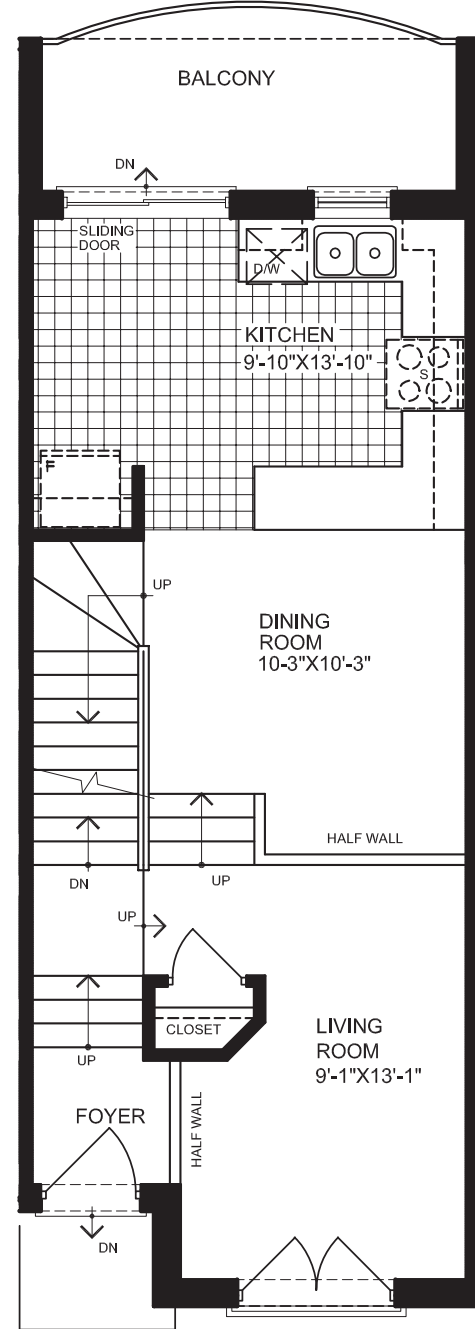 BALCONY
DN
SLIDING
DOOR
D/W
KITCHEN
9'-10"X13'-10"
S
F
UP
DINING
ROOM
10-3"X10'-3"
HALF WALL
DN
UP
UP
CLOSET
LIVING
ROOM
9'-1"X13'-1"
UP
FOYER
HALF WALL
DN